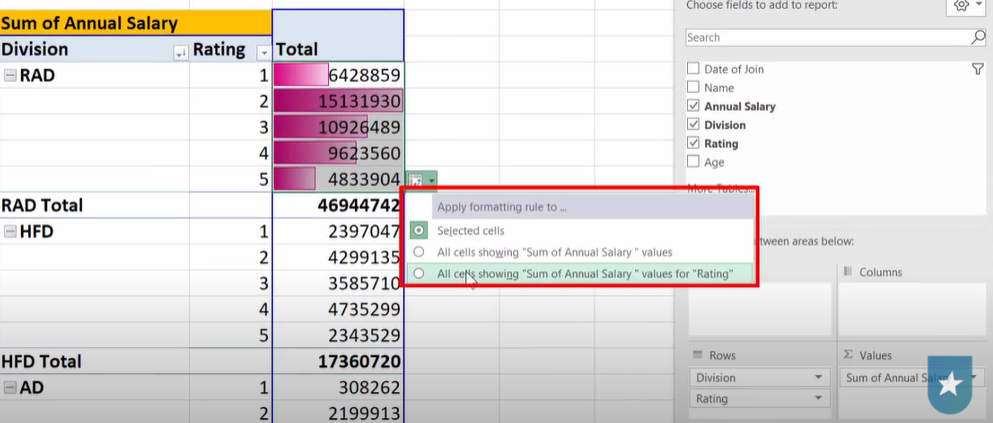 Choose fields to add to report:
Sum of Annual Salary
Division Rating Total
Search
RAD 1 6428859
2 15131930
3 10926489
4 9623560
5 4833904
RAD Total 46944742
HFD 1 2397047
2 4299135
3 3585710
4 4735299
5 2343529
HFD Total 17360720
AD 1 308262
2 2199913
Apply formatting rule to ...
Selected cells
All cells showing "Sum of Annual Salary " values
All cells showing "Sum of Annual Salary " values for "Rating"
Date of Join
Name
Annual Salary
Division
Rating
Age
More Tables...
tween areas below:
Columns
Rows
Division
Rating
Σ Values
Sum of Annual